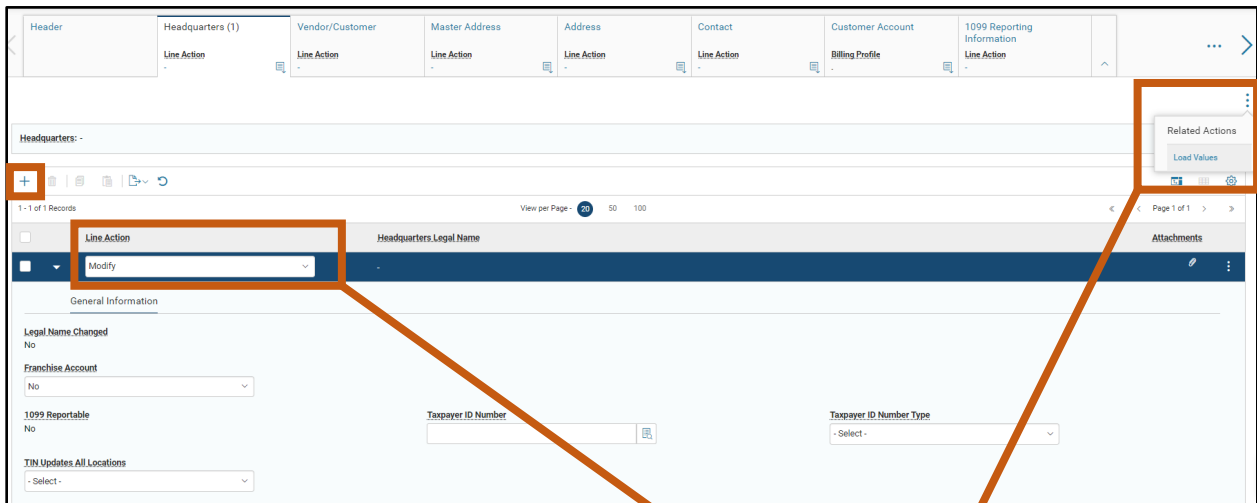 Header
Headquarters (1)
Vendor/Customer
Master Address
Address
Contact
Customer Account
1099 Reporting
Information
Line Action
Line Action
Line Action
Line Action
Line Action
Billing Profile
Line Action
-
-
-
-
-
-
-
Headquarters: -
Related Actions
Load Values
1 - 1 of 1 Records
View per Page - 20 50 100
Page 1 of 1
Line Action
Headquarters Legal Name
Attachments
Modify
-
General Information
Legal Name Changed
No
Franchise Account
No
1099 Reportable
No
Taxpayer ID Number
Taxpayer ID Number Type
- Select -
TIN Updates All Locations
- Select -